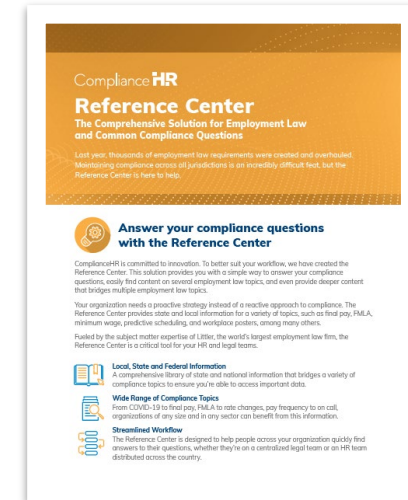 Compliance HR
Reference Center
The Comprehensive Solution for Employment Law
and Common Compliance Questions
Last year, thousands of employment law requirements were created and overhauled.
Maintaining compliance across all jurisdictions is an incredibly difficult feat, but the
Reference Center is here to help.
Answer your compliance questions
with the Reference Center
ComplianceHR is committed to innovation. To better suit your workflow, we have created the
Reference Center. This solution provides you with a simple way to answer your compliance
questions, easily find content on several employment law topics, and even provide deeper content
that bridges multiple employment law topics.
Your organization needs a proactive strategy instead of a reactive approach to compliance. The
Reference Center provides state and local information for a variety of topics, such as final pay, FMLA,
minimum wage, predictive scheduling, and workplace posters, among many others.
Fueled by the subject matter expertise of Littler, the world's largest employment law firm, the
Reference Center is a critical tool for your HR and legal teams.
Local, State and Federal Information
A comprehensive library of state and national information that bridges a variety of
compliance topics to ensure you're able to access important data.
Wide Range of Compliance Topics
From COVID-19 to final pay, FMLA to rate changes, pay frequency to on call,
organizations of any size and in any sector can benefit from this information.
Streamlined Workflow
The Reference Center is designed to help people across your organization quickly find
answers to their questions, whether they're on a centralized legal team or an HR team
distributed across the country.